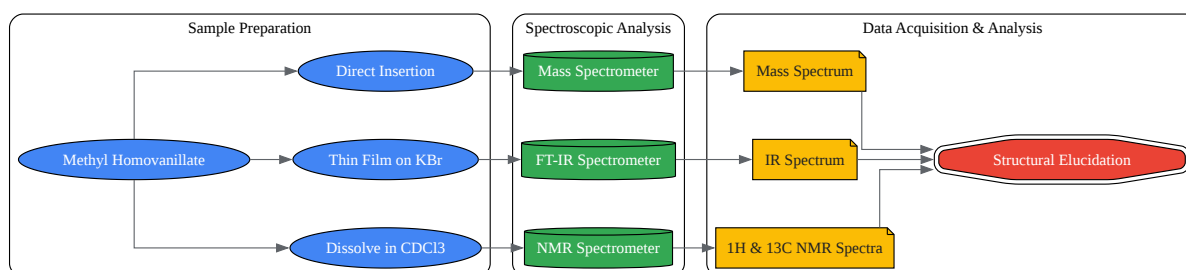 Sample Preparation
Spectroscopic Analysis
Data Acquisition & Analysis
Direct Insertion
Mass Spectrometer
Mass Spectrum
Methyl Homovanillate
Thin Film on KBr
FT-IR Spectrometer
IR Spectrum
Structural Elucidation
Dissolve in CDCl3
NMR Spectrometer
1H & 13C NMR Spectra